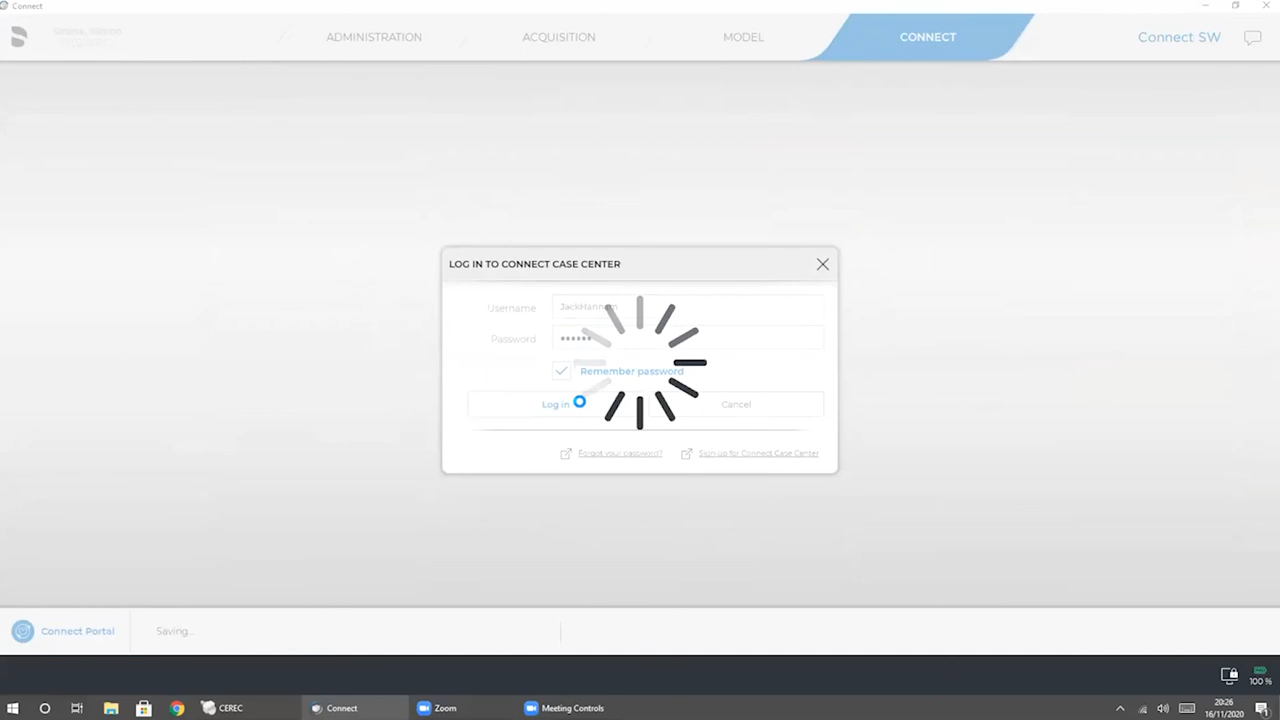 Connect
ADMINISTRATION
ACQUISITION
MODEL
CONNECT
Connect SW
LOG IN TO CONNECT CASE CENTER
Username
Password
Remember password
Log in
Cancel
Forgot your password?
Sign up for Connect Case Center
Connect Portal
Saving...
100 %
CEREC
Connect
Zoom
Meeting Controls
20:26
16/11/2020